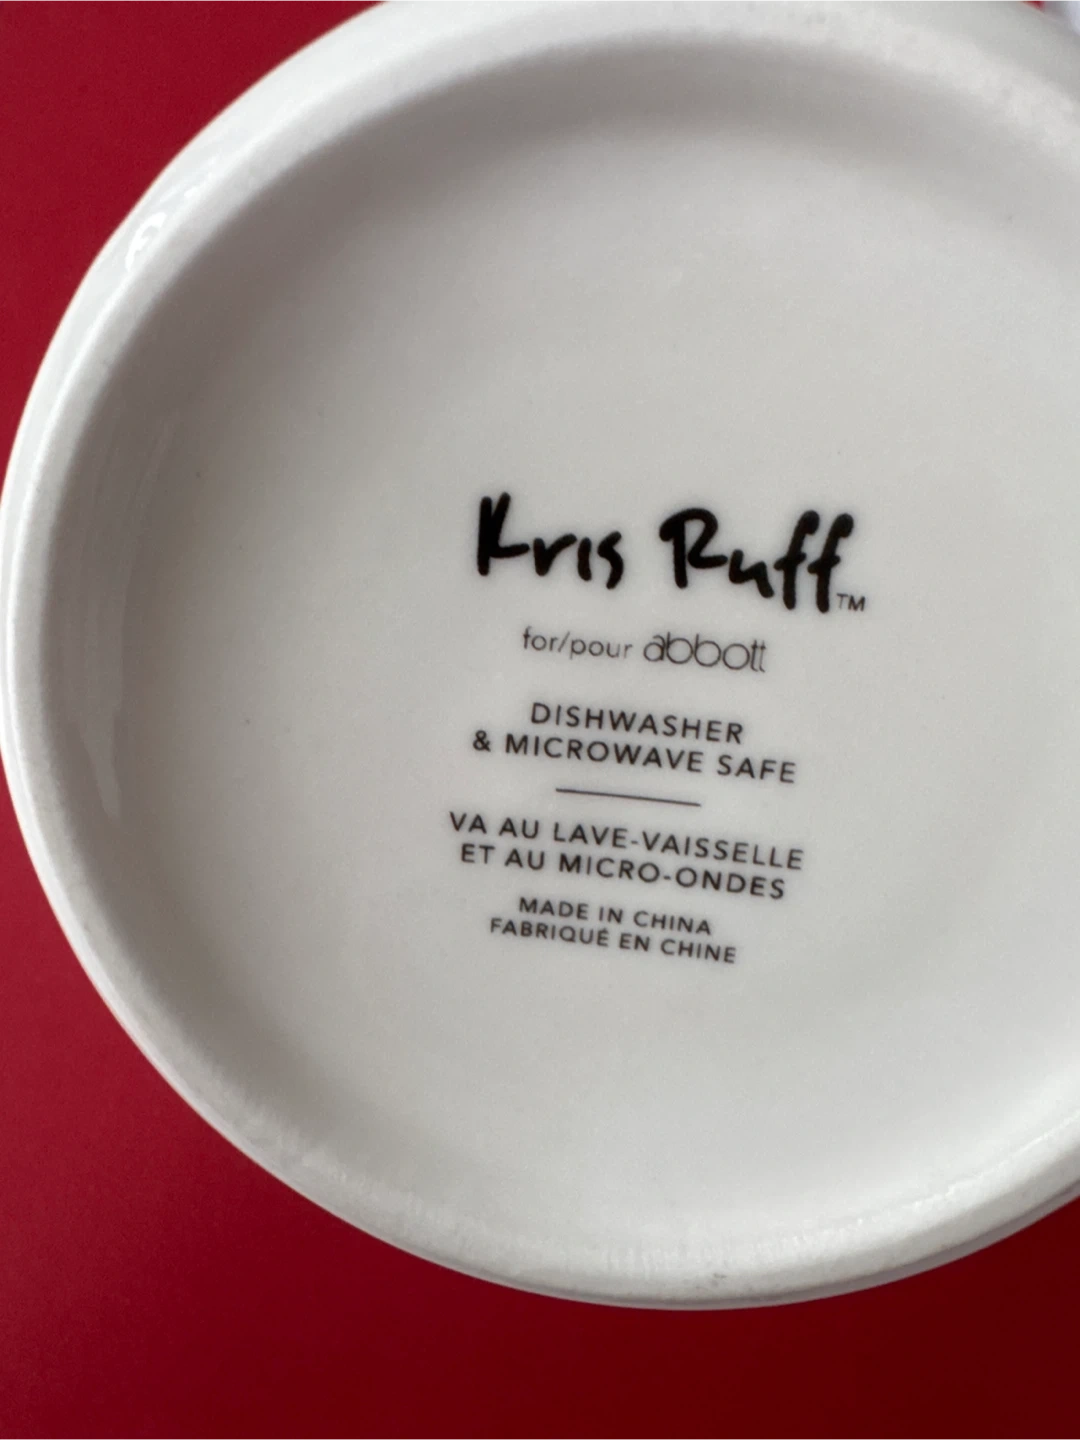 Kris Ruff™
for/pour abbott
DISHWASHER
& MICROWAVE SAFE
VA AU LAVE-VAISSELLE
ET AU MICRO-ONDES
MADE IN CHINA
FABRIQUÉ EN CHINE